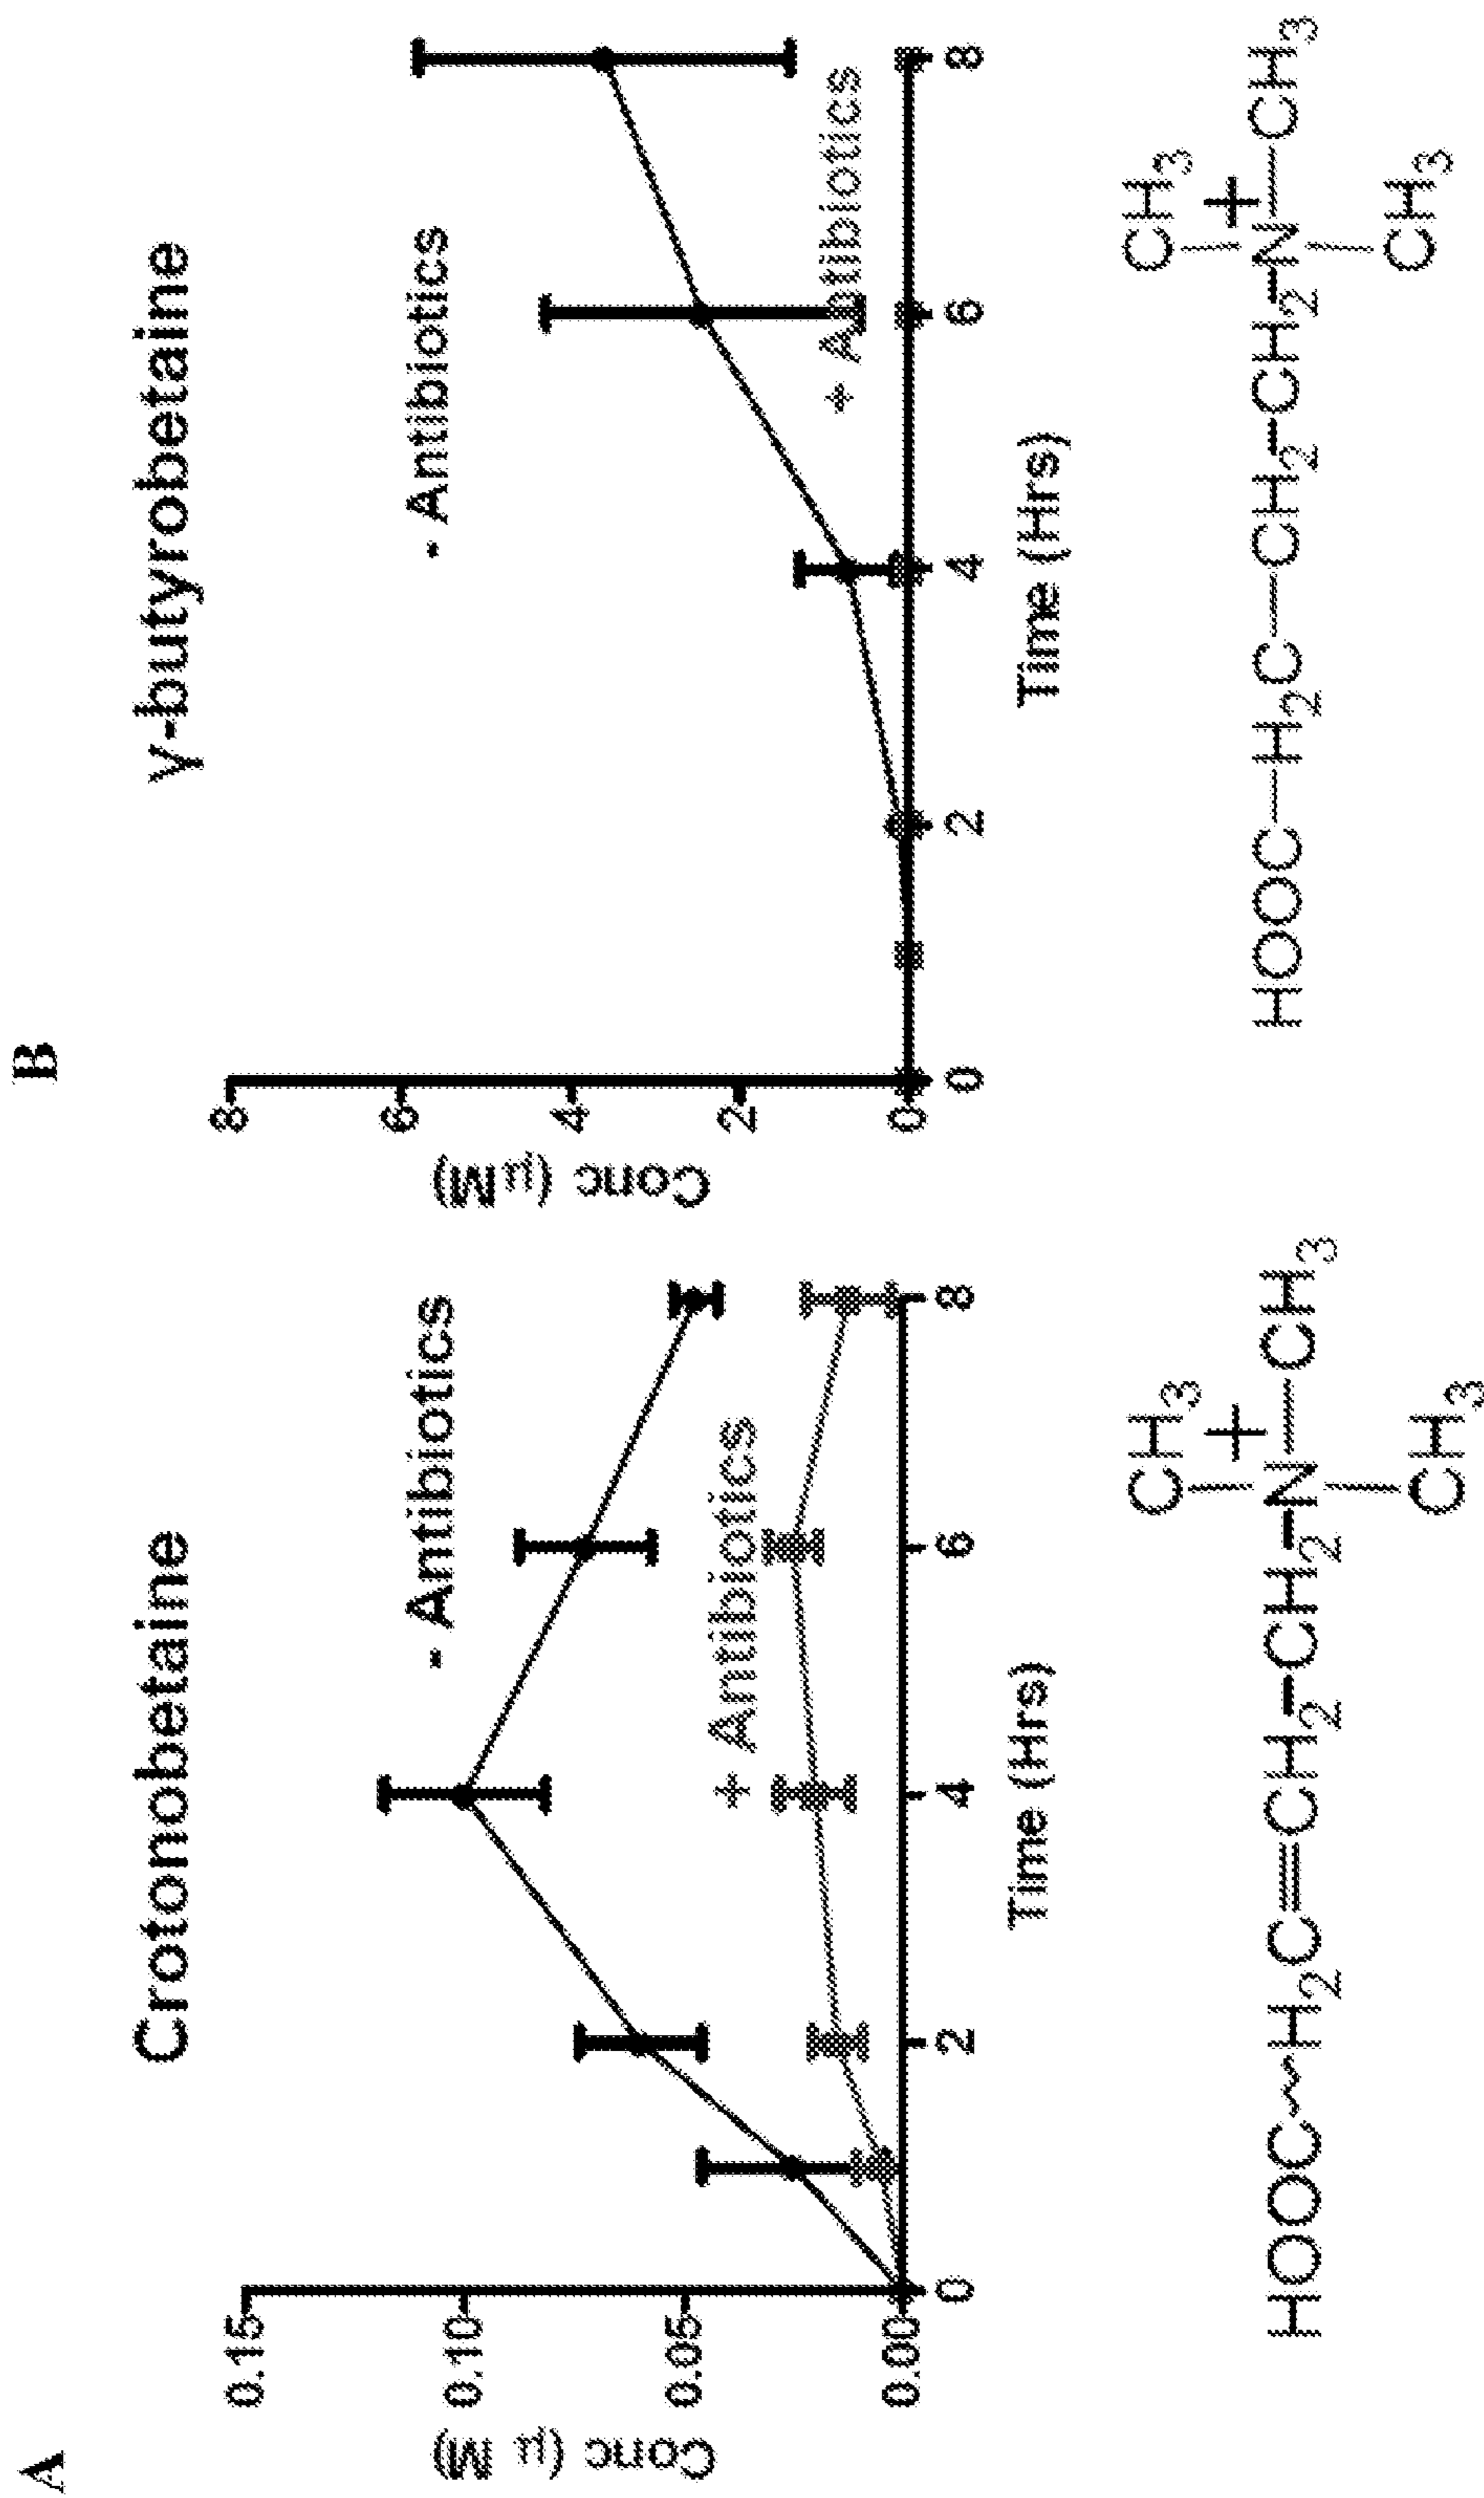 A
Crotonobetaine
Conc (μ M)
0.15
0.10
0.05
0.00
- Antibiotics
+ Antibiotics
0 2 4 6 8
Time (Hrs)
CH3
HOOC~H2C=CH-CH2-CH2-N+-CH3
CH3
B
γ-butyrobetaine
Conc (μM)
8
6
4
2
0
- Antibiotics
+ Antibiotics
0 2 4 6 8
Time (Hrs)
CH3
HOOC-H2C-CH2-CH2-N+-CH3
CH3